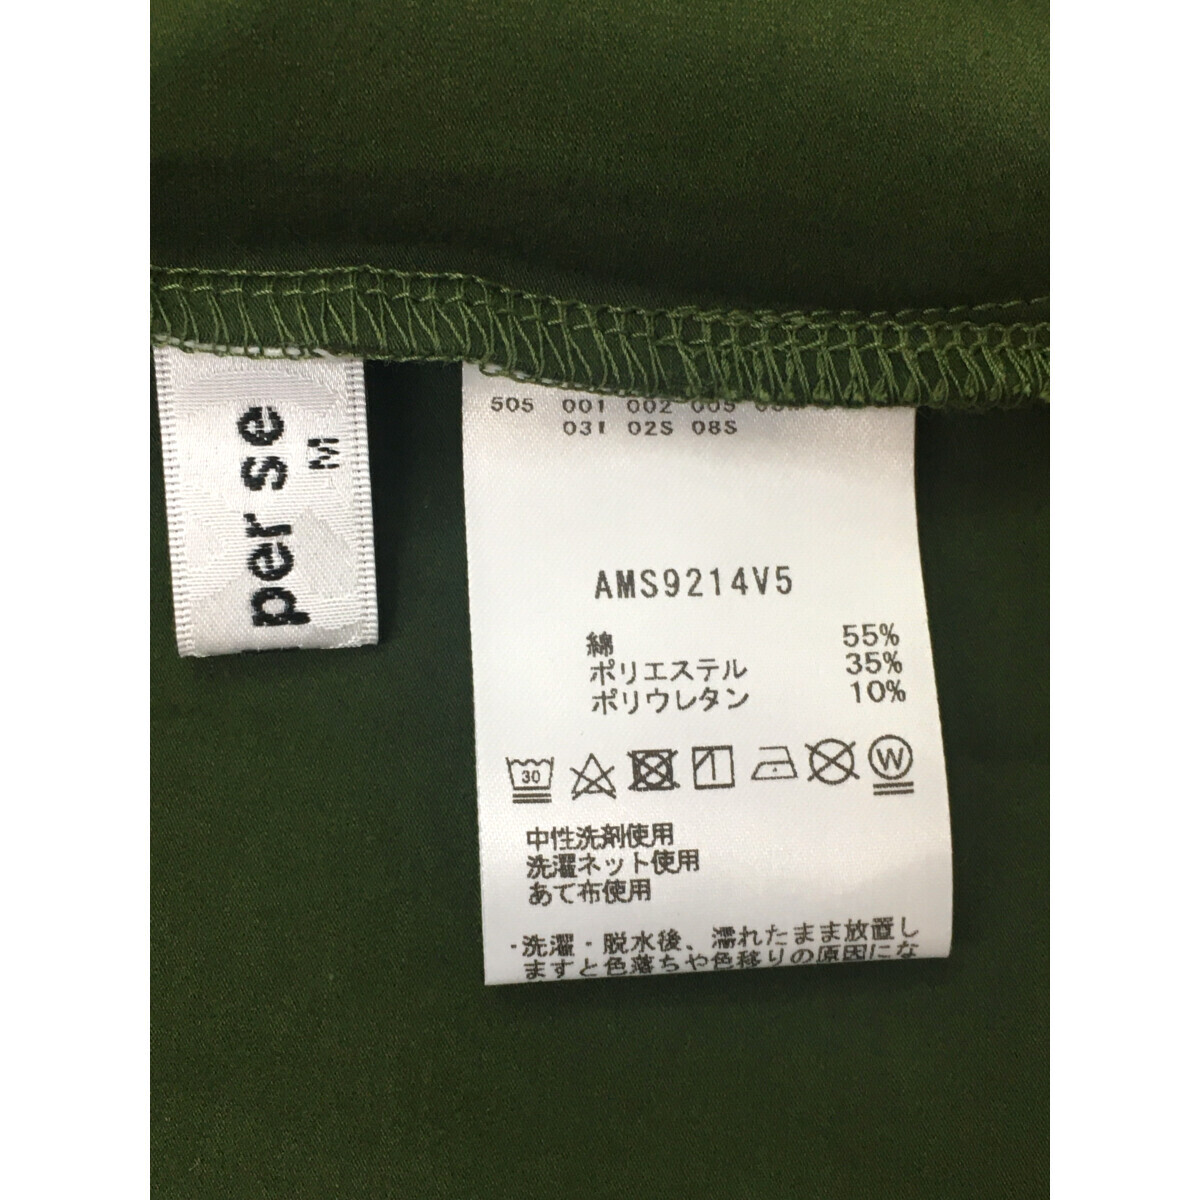 per se
M
505 001 002 005
031 02S 08S
AMS9214V5
綿 55%
ポリエステル 35%
ポリウレタン 10%
30
W
中性洗剤使用
洗濯ネット使用
あて布使用
・洗濯・脱水後、濡れたまま放置し
ますと色落ちや色移りの原因にな